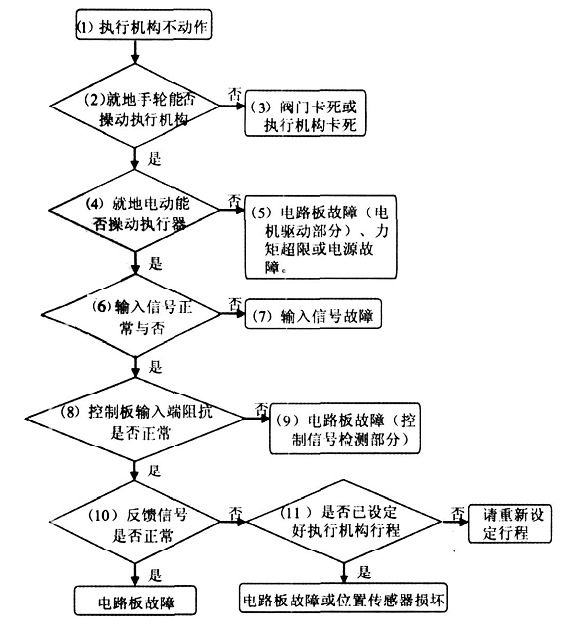 (1) 执行机构不动作
(2)就地手轮能否
操动执行机构
否
(3) 阀门卡死或
执行机构卡死
是
(4) 就地电动能
否操动执行器
否
(5) 电路板故障（电
机驱动部分）、力
矩超限或电源故
障。
是
(6)输入信号正
常与否
否
(7) 输入信号故障
是
(8) 控制板输入端阻抗
是否正常
否
(9) 电路板故障（控
制信号检测部分）
是
(10) 反馈信号
是否正常
否
(11) 是否已设定
好执行机构行程
否
请重新设
定行程
是
电路板故障
是
电路板故障或位置传感器损坏